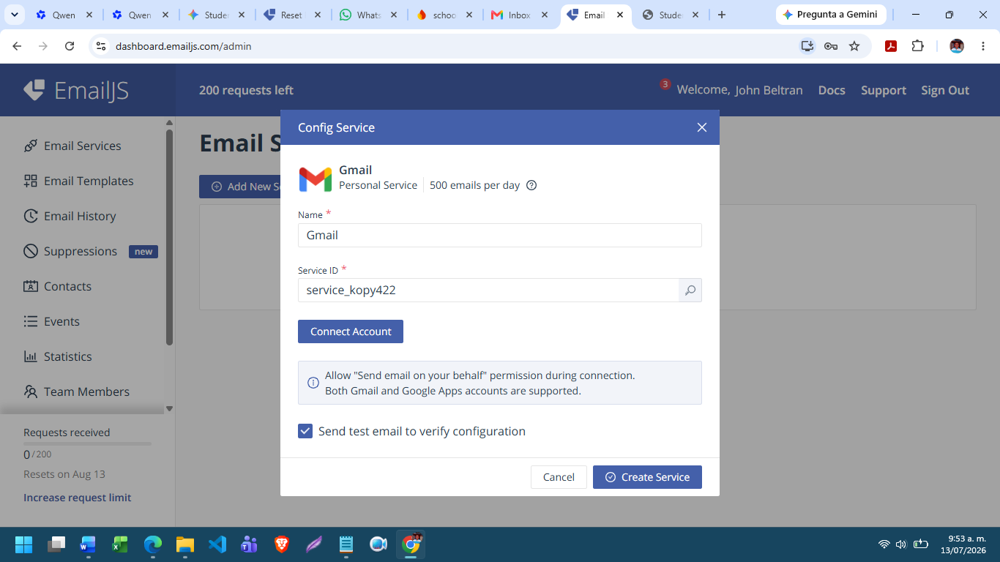 Qwen
Qwen
Studer
Reset
Whats
schoo
Inbox
Email
Studer
Pregunta a Gemini
dashboard.emailjs.com/admin
EmailJS
200 requests left
3
Welcome, John Beltran
Docs
Support
Sign Out
Email Services
Email Templates
Email History
Suppressions new
Contacts
Events
Statistics
Team Members
Requests received
0/200
Resets on Aug 13
Increase request limit
Email S
Add New Se
Config Service
Gmail
Personal Service
500 emails per day
Name *
Gmail
Service ID *
service_kopy422
Connect Account
Allow "Send email on your behalf" permission during connection.
Both Gmail and Google Apps accounts are supported.
Send test email to verify configuration
Cancel
Create Service
9:53 a. m.
13/07/2026